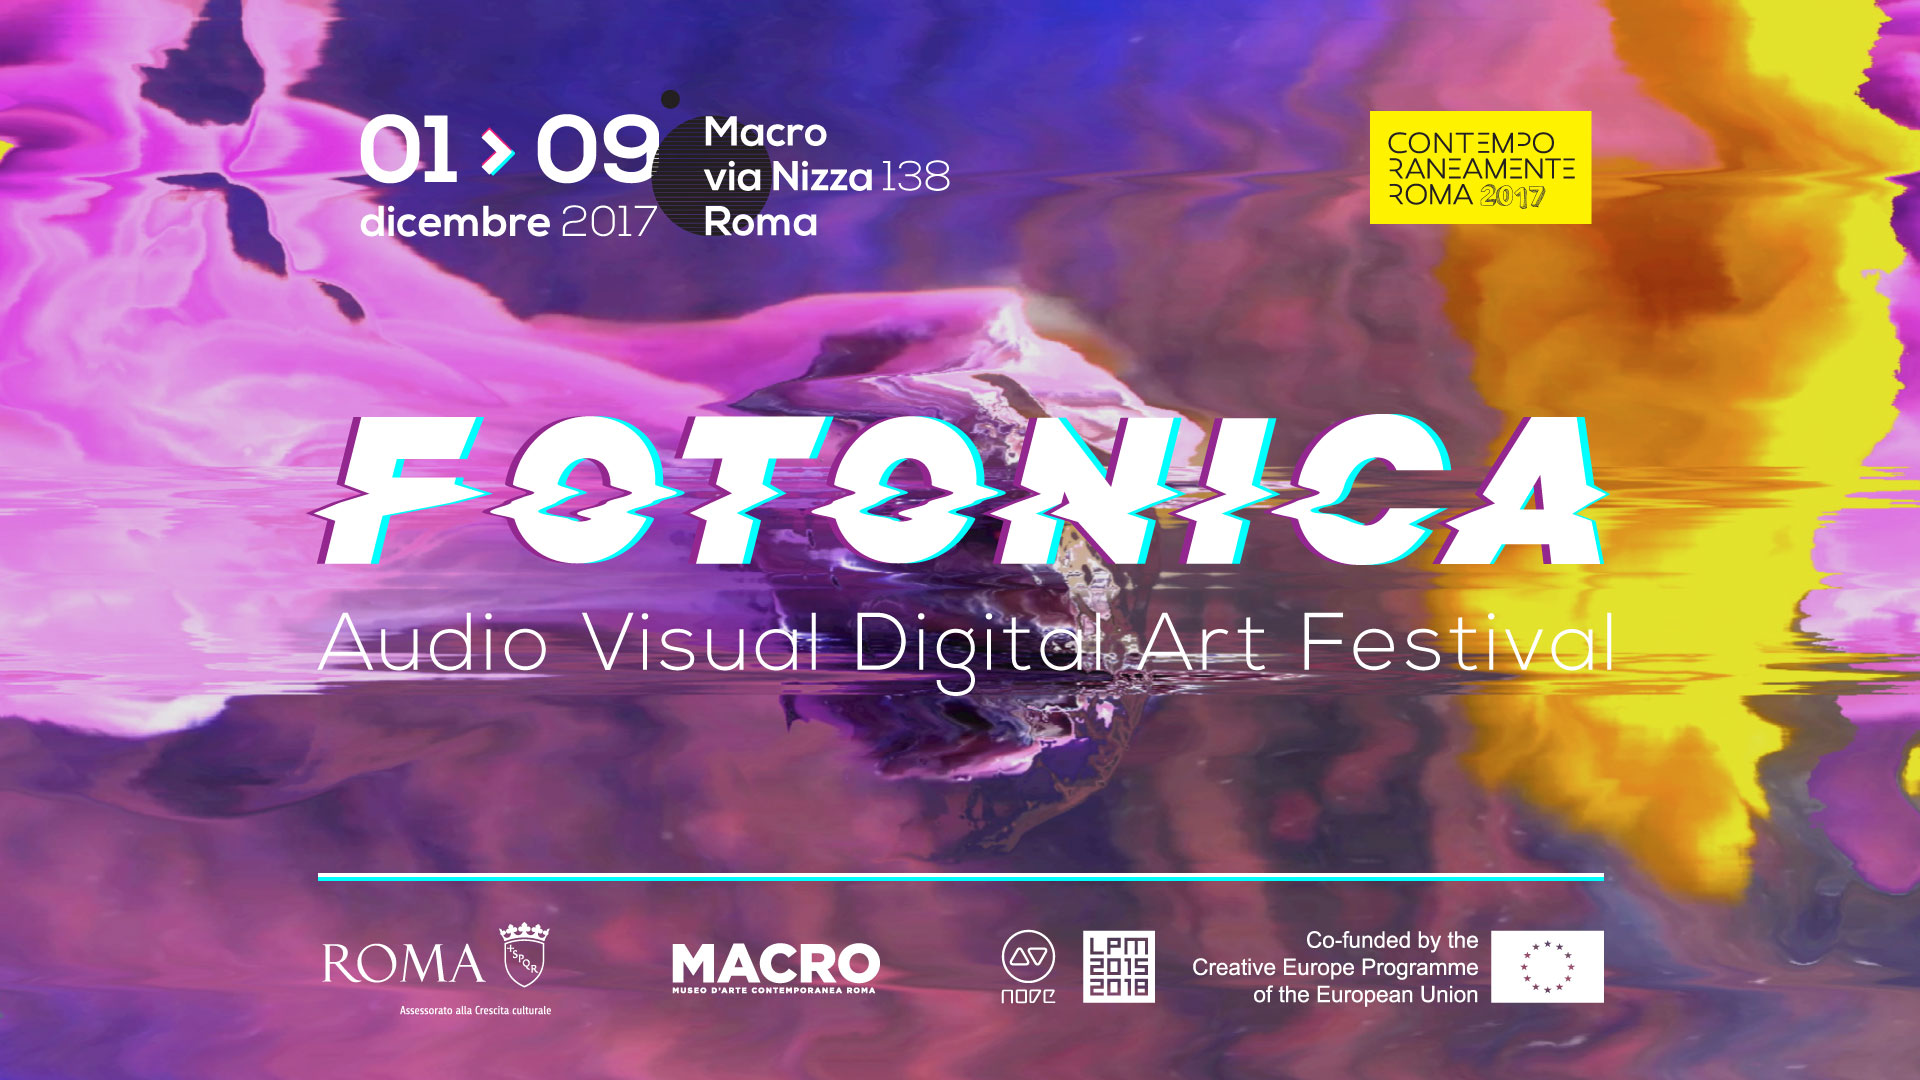 01 > 09
dicembre 2017
Macro
via Nizza 138
Roma
CONTEMPO
RANEAMENTE
ROMA 2017
FOTONICA
Audio Visual Digital Art Festival
ROMA
SPQR
Assessorato alla Crescita culturale
MACRO
MUSEO D'ARTE CONTEMPORANEA ROMA
NODE
LPM
2015
2018
Co-funded by the
Creative Europe Programme
of the European Union